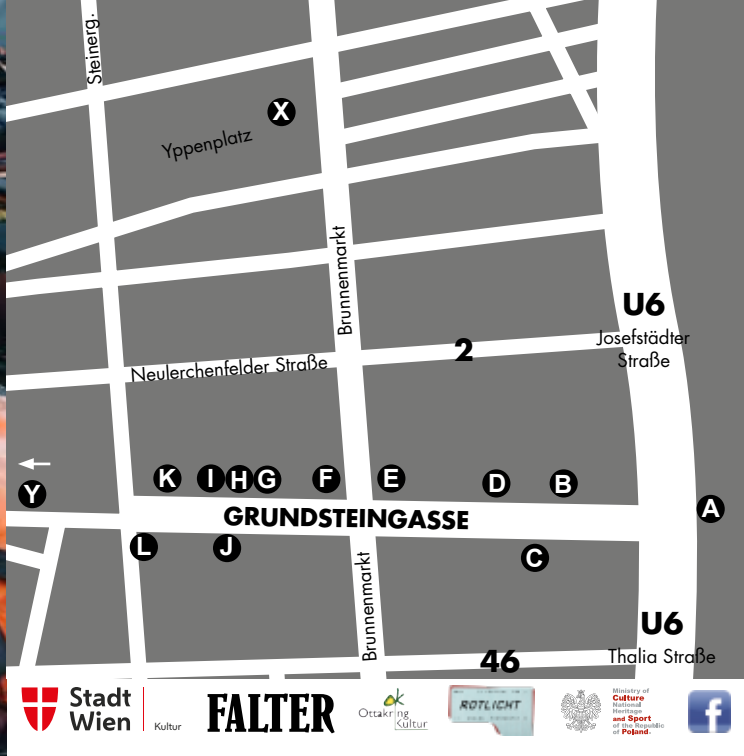 Steinerg.
X
Yppenplatz
Brunnenmarkt
U6
Josefstädter
Straße
2
Neulerchenfelder Straße
K I H G F E D B
Y
A
GRUNDSTEINGASSE
L J C
Brunnenmarkt
U6
Thalia Straße
46
Stadt
Wien
Kultur
FALTER
Ottakring
Kultur
ROTLICHT
Ministry of
Culture
National
Heritage
and Sport
of the Republic
of Poland.
f